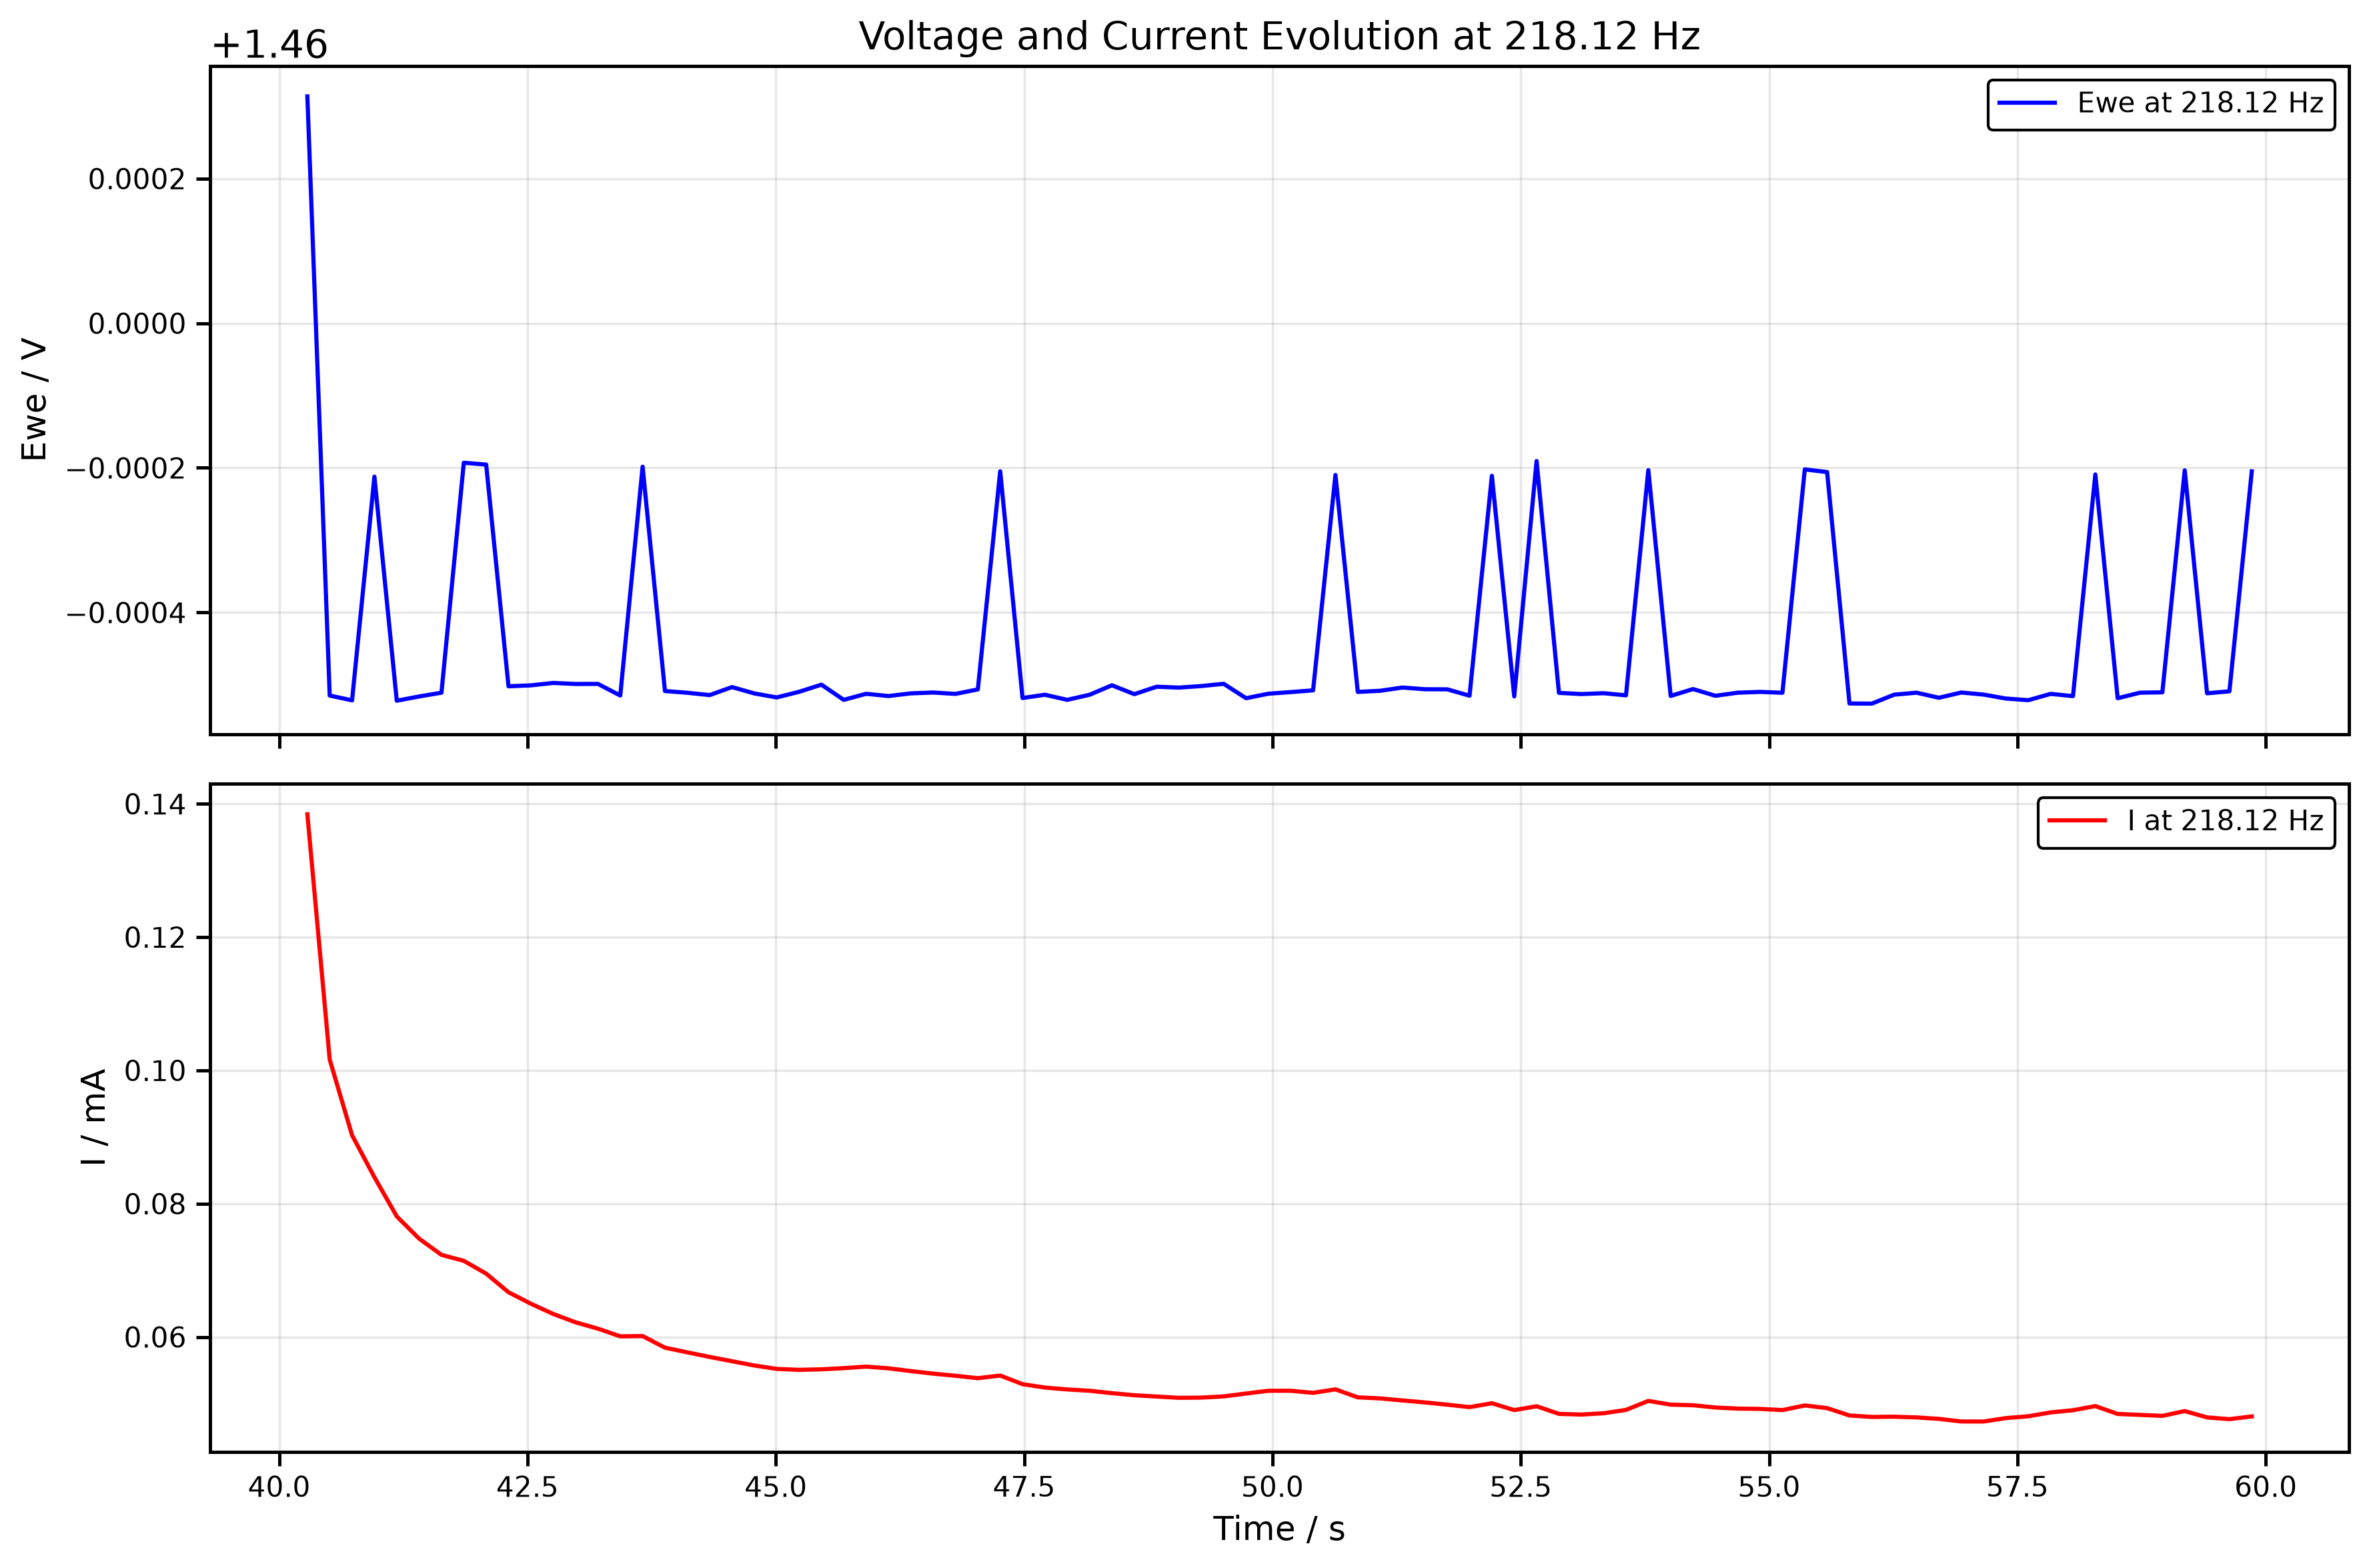 Voltage and Current Evolution at 218.12 Hz
+1.46
Ewe at 218.12 Hz
Ewe / V
0.0002
0.0000
−0.0002
−0.0004
I at 218.12 Hz
I / mA
0.14
0.12
0.10
0.08
0.06
40.0 42.5 45.0 47.5 50.0 52.5 55.0 57.5 60.0
Time / s